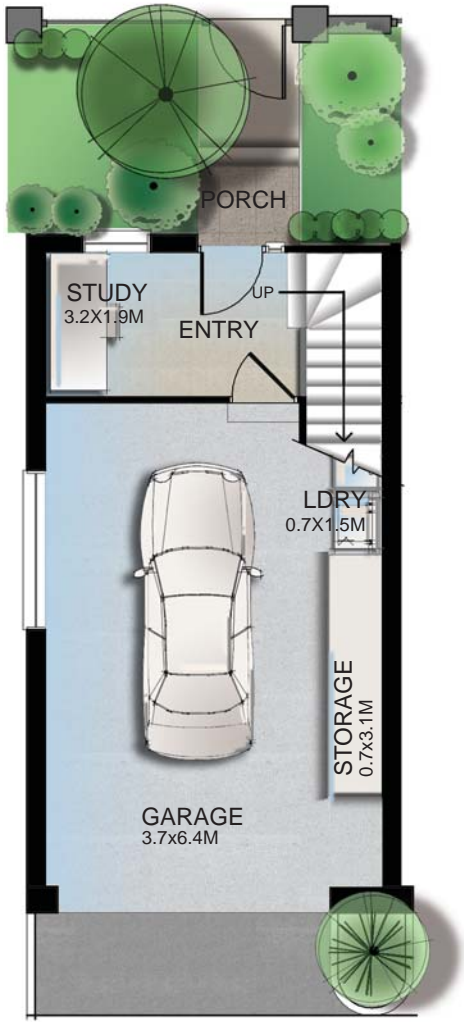 PORCH
STUDY
3.2X1.9M
UP
ENTRY
LDRY
0.7X1.5M
STORAGE
0.7x3.1M
GARAGE
3.7x6.4M